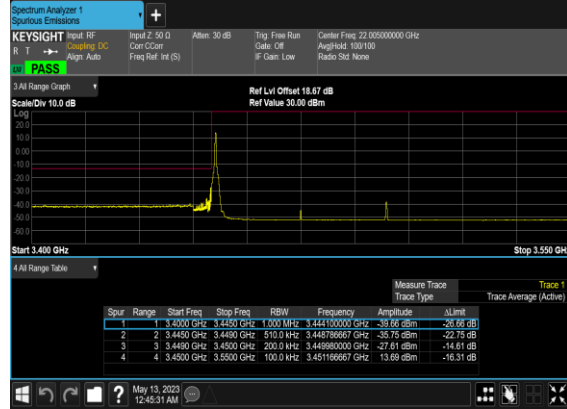 Spectrum Analyzer 1
Spurious Emissions
KEYSIGHT Input: RF Input Z: 50 Ω Atten: 30 dB Trig: Free Run Center Freq: 22.005000000 GHz
R T Coupling: DC Corr CCorr Gate: Off Avg|Hold: 100/100
Align: Auto Freq Ref: Int (S) IF Gain: Low Radio Std: None
PASS
3 All Range Graph
Ref Lvl Offset 18.67 dB
Scale/Div 10.0 dB Ref Value 30.00 dBm
Log
20.0
10.0
0.00
-10.0
-20.0
-30.0
-40.0
-50.0
-60.0
Start 3.400 GHz Stop 3.550 GHz
4 All Range Table
Measure Trace Trace 1
Trace Type Trace Average (Active)
Spur Range Start Freq Stop Freq RBW Frequency Amplitude ΔLimit
1 1 3.4000 GHz 3.4450 GHz 1.000 MHz 3.444100000 GHz -39.66 dBm -26.66 dB
2 2 3.4450 GHz 3.4490 GHz 510.0 kHz 3.448786667 GHz -35.75 dBm -22.75 dB
3 3 3.4490 GHz 3.4500 GHz 200.0 kHz 3.449980000 GHz -27.61 dBm -14.61 dB
4 4 3.4500 GHz 3.5500 GHz 100.0 kHz 3.451166667 GHz 13.69 dBm -16.31 dB
May 13, 2023
12:45:31 AM